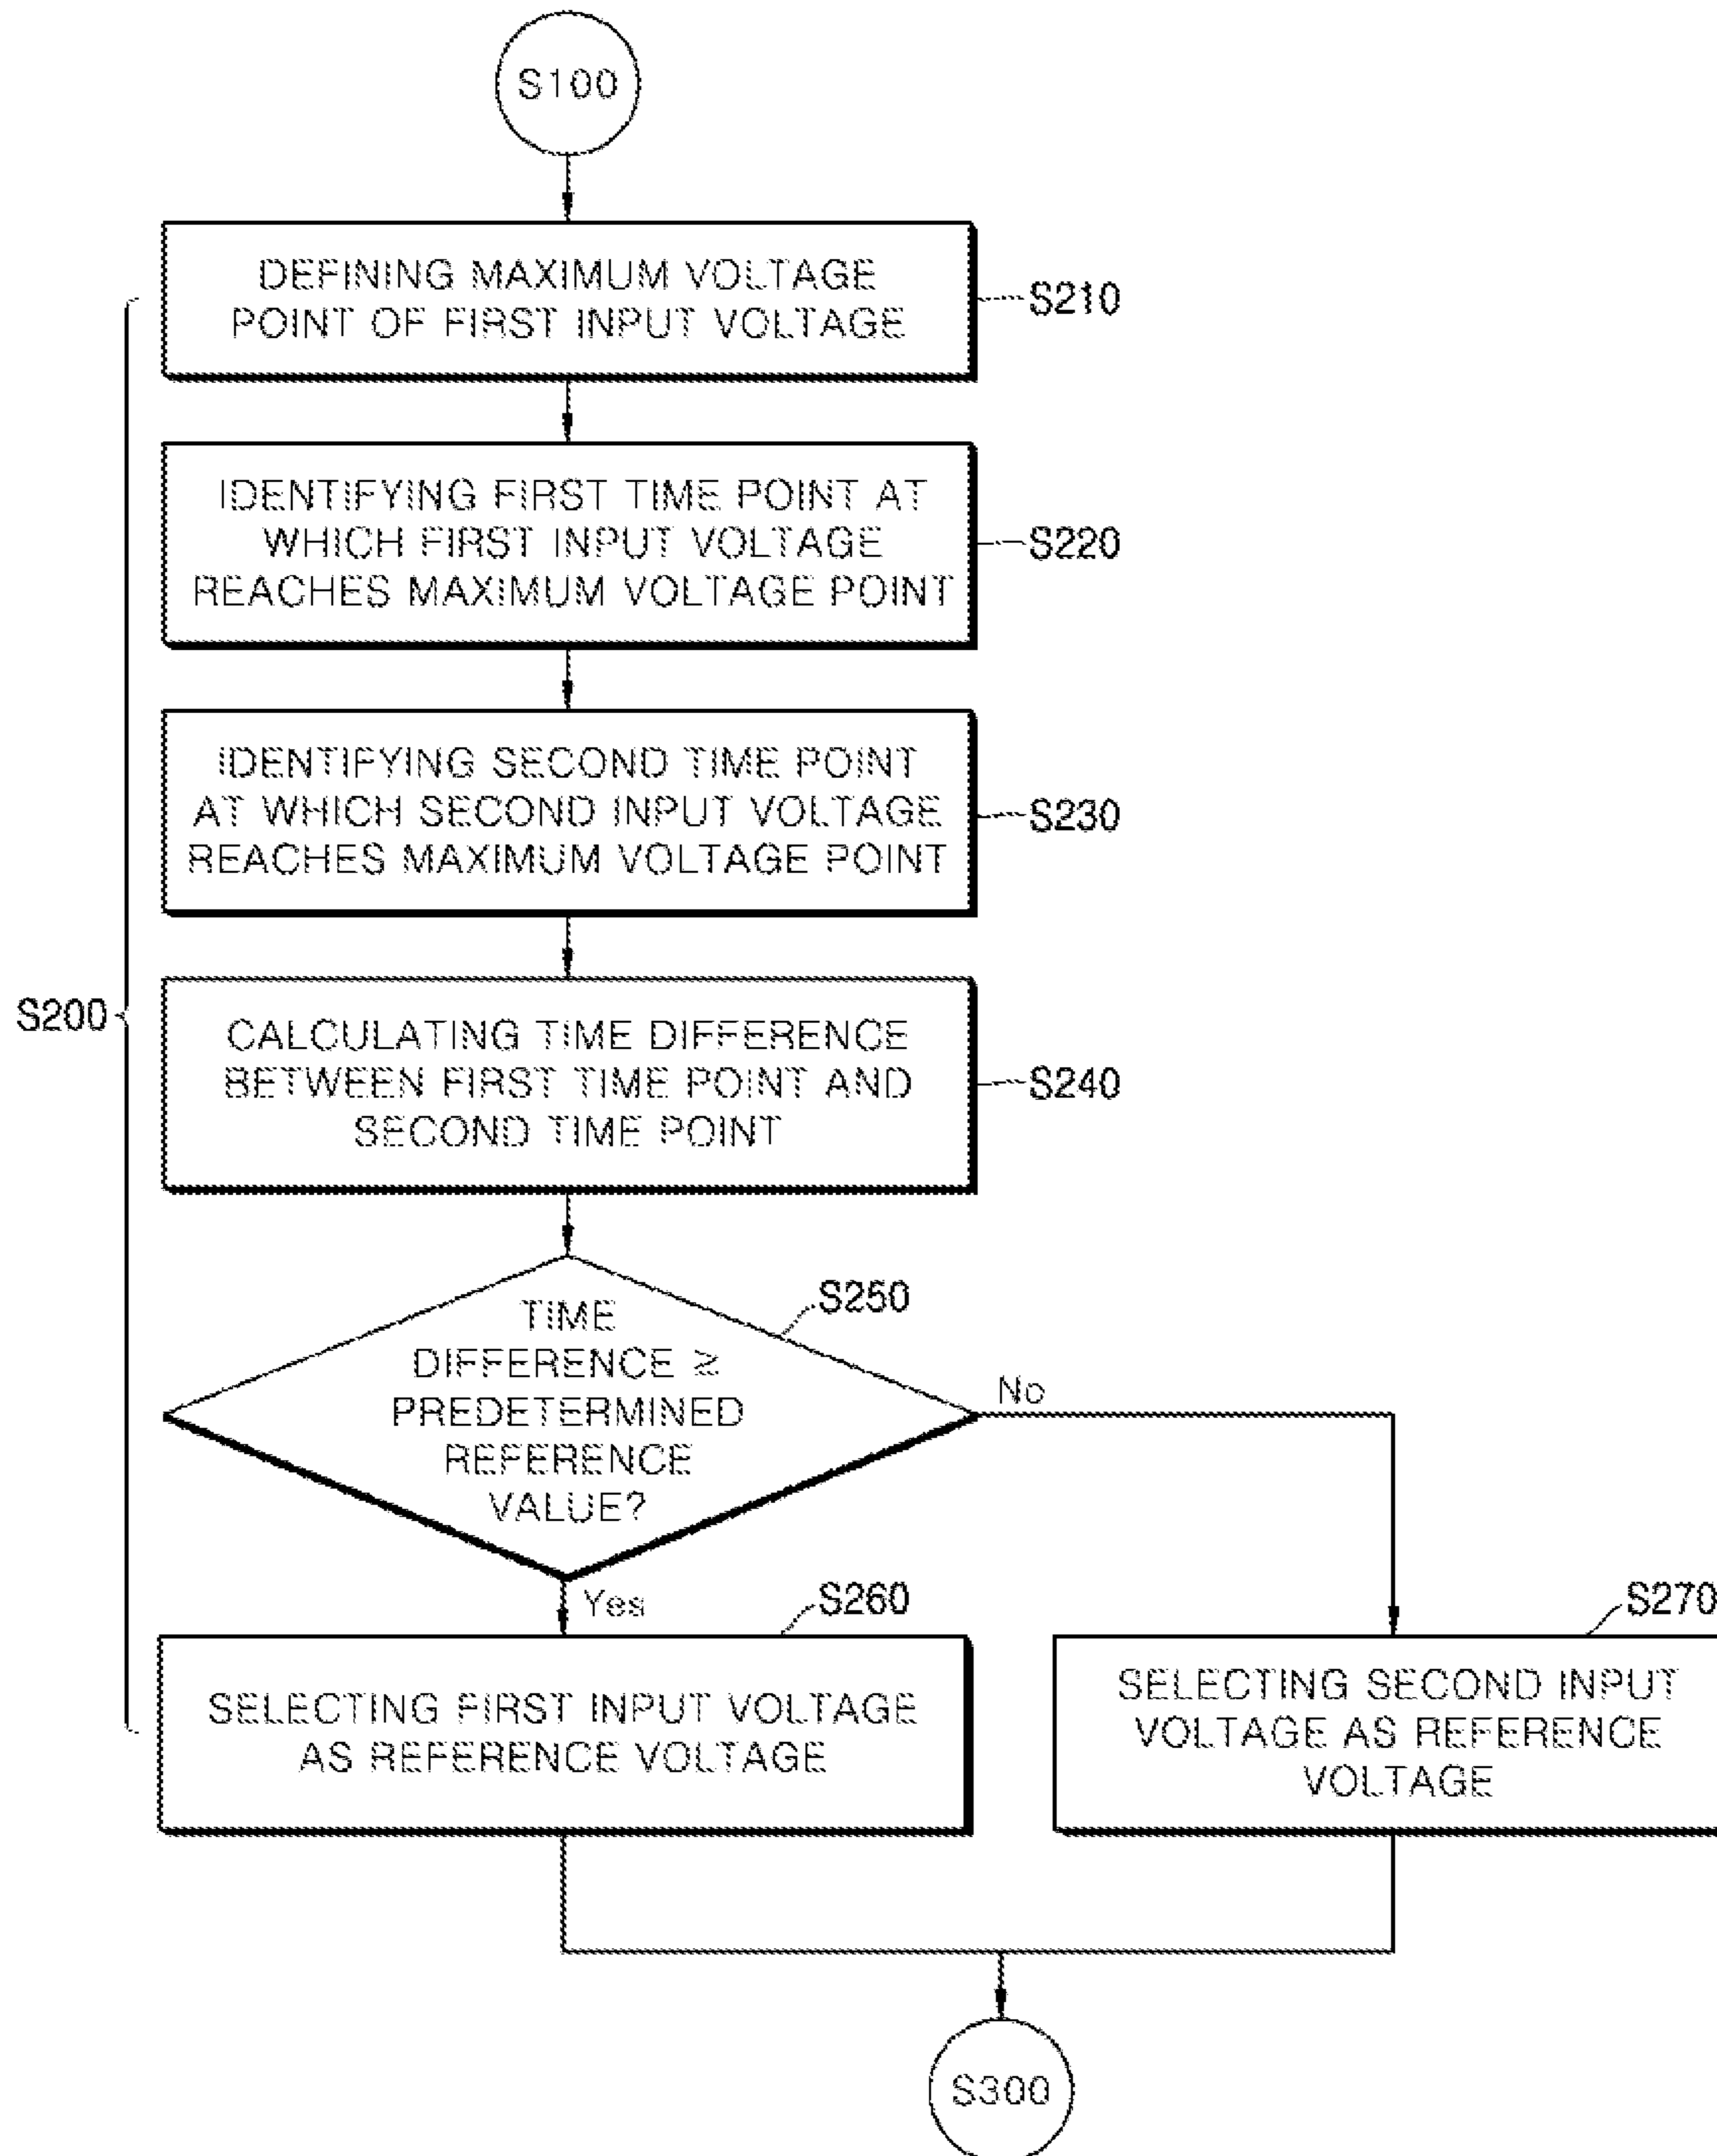 S100
DEFINING MAXIMUM VOLTAGE
POINT OF FIRST INPUT VOLTAGE
S210
IDENTIFYING FIRST TIME POINT AT
WHICH FIRST INPUT VOLTAGE
REACHES MAXIMUM VOLTAGE POINT
S220
IDENTIFYING SECOND TIME POINT
AT WHICH SECOND INPUT VOLTAGE
REACHES MAXIMUM VOLTAGE POINT
S230
S200
CALCULATING TIME DIFFERENCE
BETWEEN FIRST TIME POINT AND
SECOND TIME POINT
S240
S250
TIME
DIFFERENCE ≥
PREDETERMINED
REFERENCE
VALUE?
No
Yes
S260
SELECTING FIRST INPUT VOLTAGE
AS REFERENCE VOLTAGE
S270
SELECTING SECOND INPUT
VOLTAGE AS REFERENCE
VOLTAGE
S300